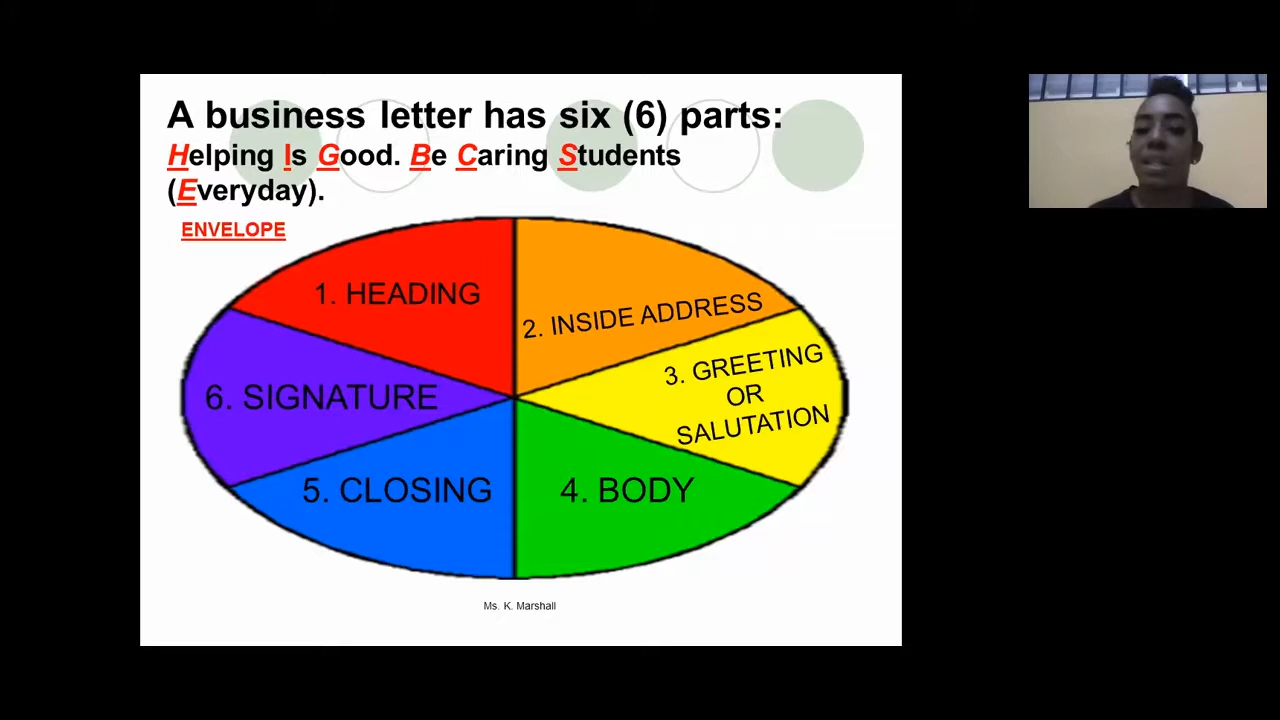 A business letter has six (6) parts:
Helping Is Good. Be Caring Students
(Everyday).
ENVELOPE
1. HEADING
2. INSIDE ADDRESS
3. GREETING
OR
SALUTATION
4. BODY
5. CLOSING
6. SIGNATURE
Ms. K. Marshall